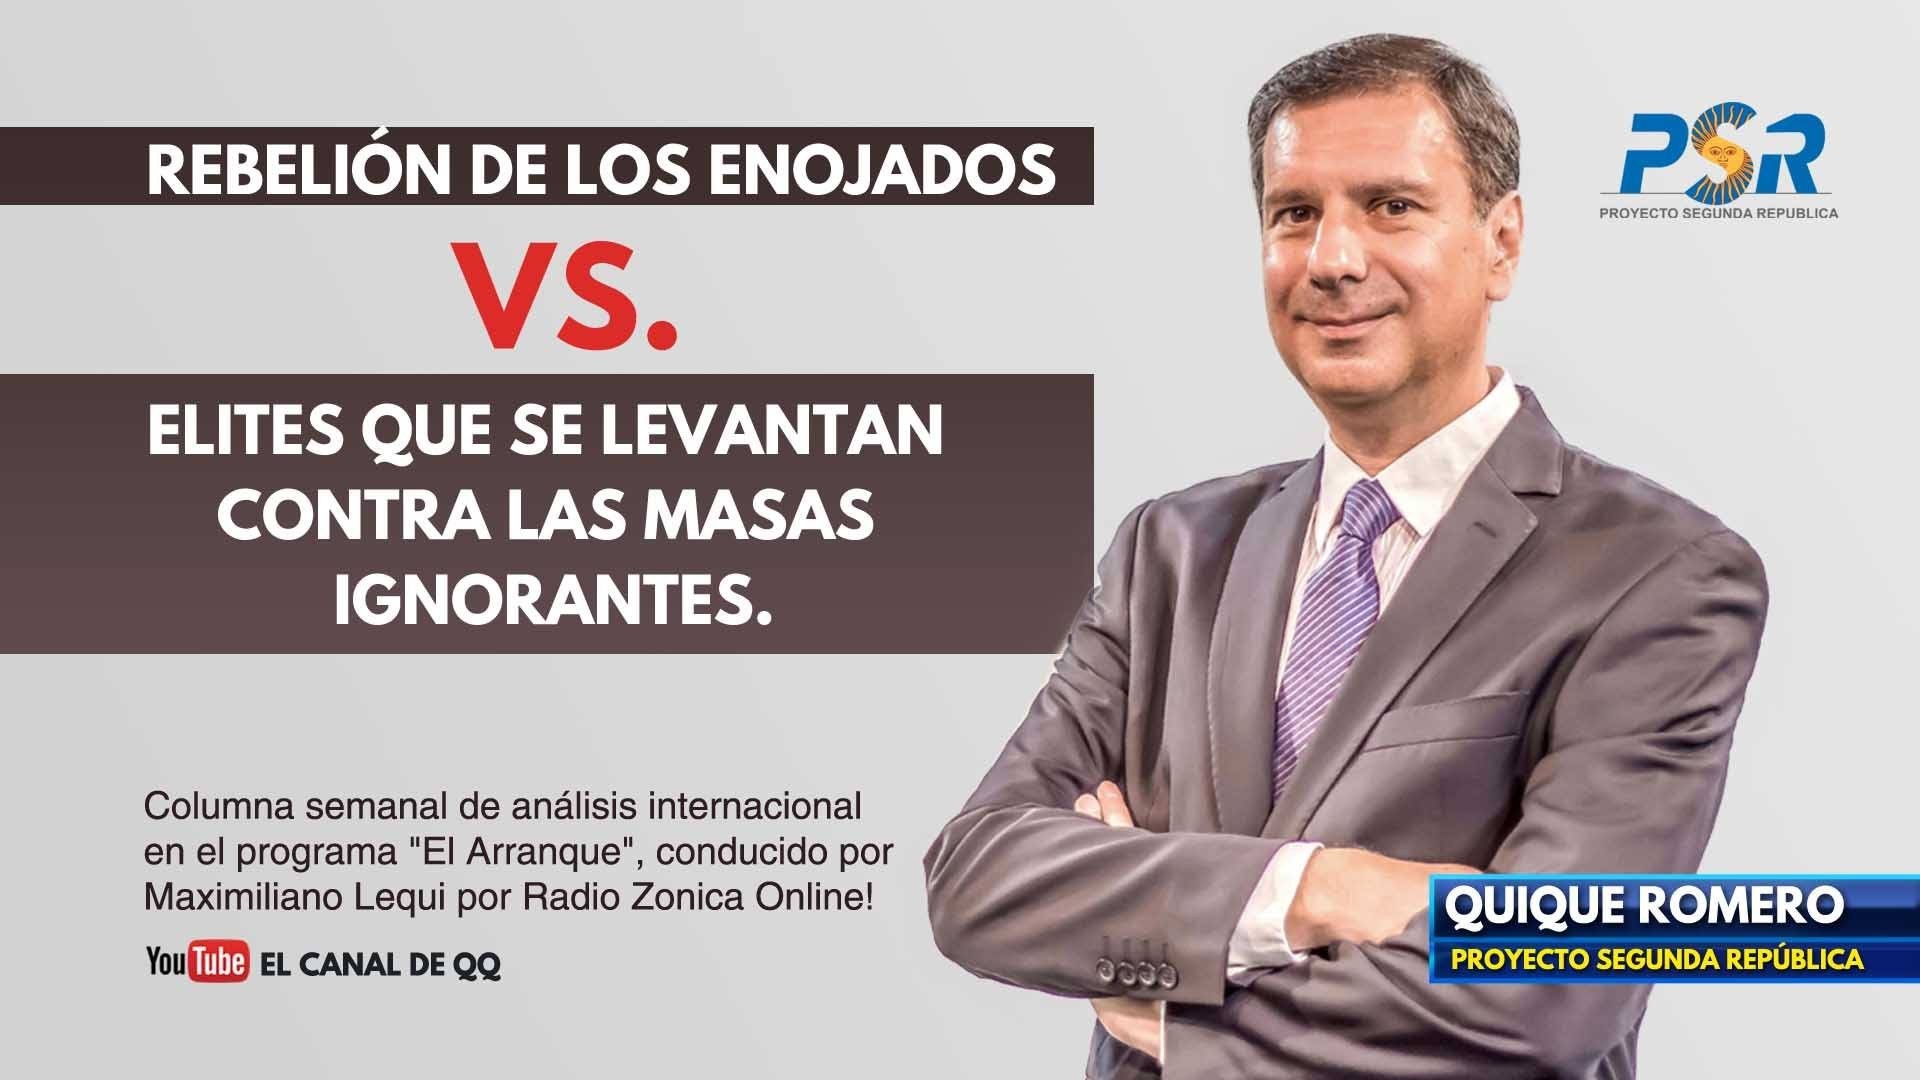 REBELIÓN DE LOS ENOJADOS
VS.
ELITES QUE SE LEVANTAN
CONTRA LAS MASAS
IGNORANTES.
PSR
PROYECTO SEGUNDA REPUBLICA
Columna semanal de análisis internacional
en el programa "El Arranque", conducido por
Maximiliano Lequi por Radio Zonica Online!
YouTube EL CANAL DE QQ
QUIQUE ROMERO
PROYECTO SEGUNDA REPÚBLICA